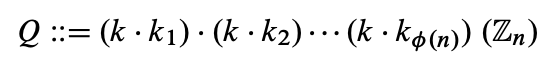 Q ::= (k · k₁) · (k · k₂) ⋯ (k · k_{ϕ(n)}) (ℤₙ)